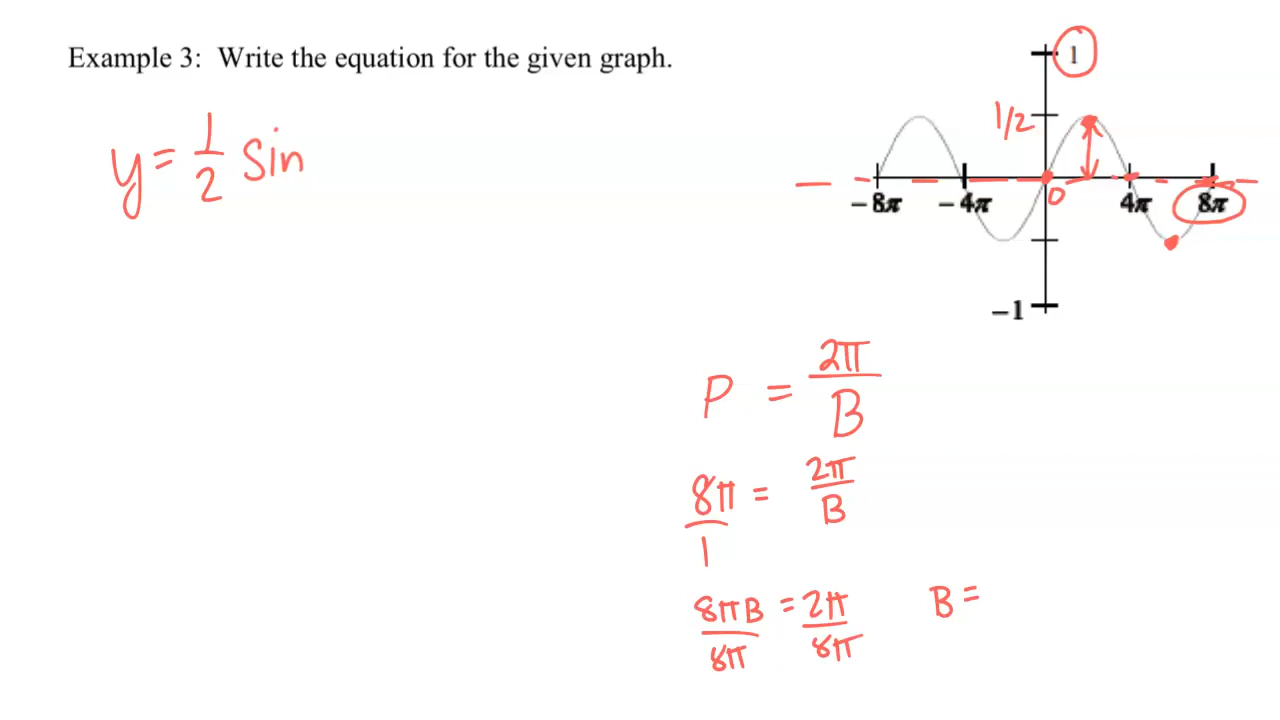 Example 3: Write the equation for the given graph.
y = 1/2 Sin
1
1/2
−8π −4π 0 4π 8π
−1
P = 2π/B
8π/1 = 2π/B
8πB/8π = 2π/8π B =